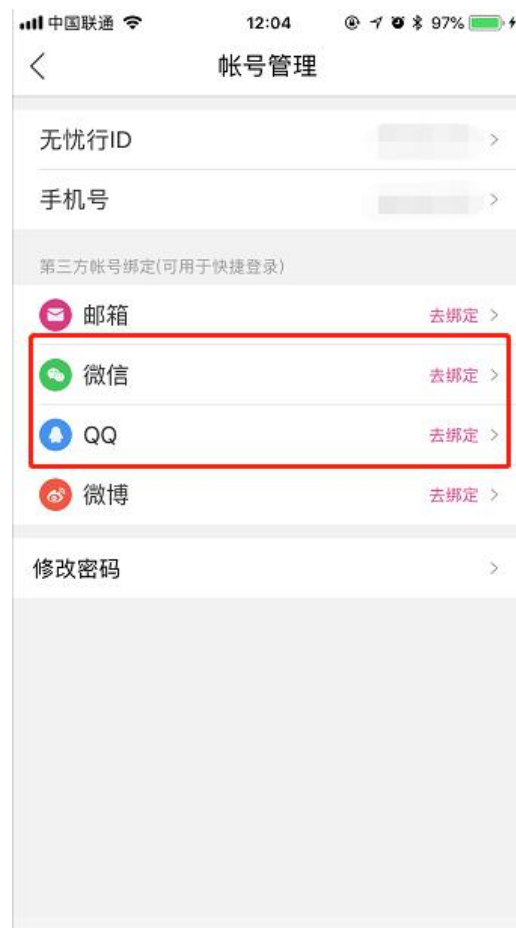 中国联通 12:04 97%
帐号管理
无忧行ID
手机号
第三方帐号绑定(可用于快捷登录)
邮箱 去绑定
微信 去绑定
QQ 去绑定
微博 去绑定
修改密码